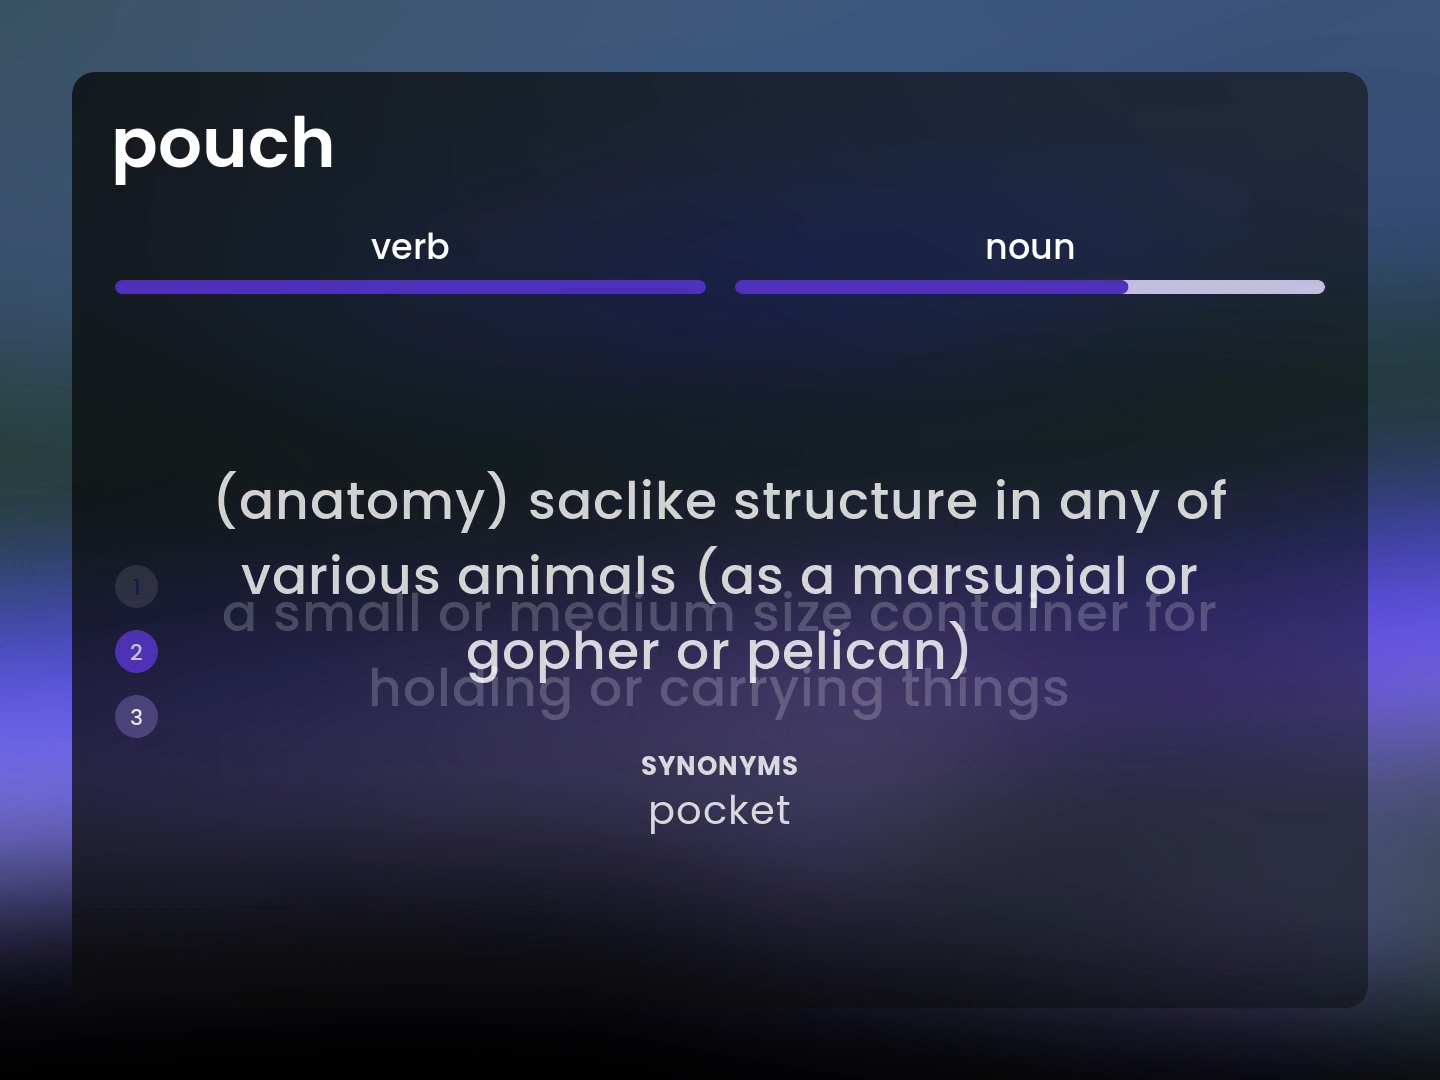 pouch
verb
noun
(anatomy) saclike structure in any of
various animals (as a marsupial or
gopher or pelican)
a small or medium size container for
holding or carrying things
1
2
3
SYNONYMS
pocket